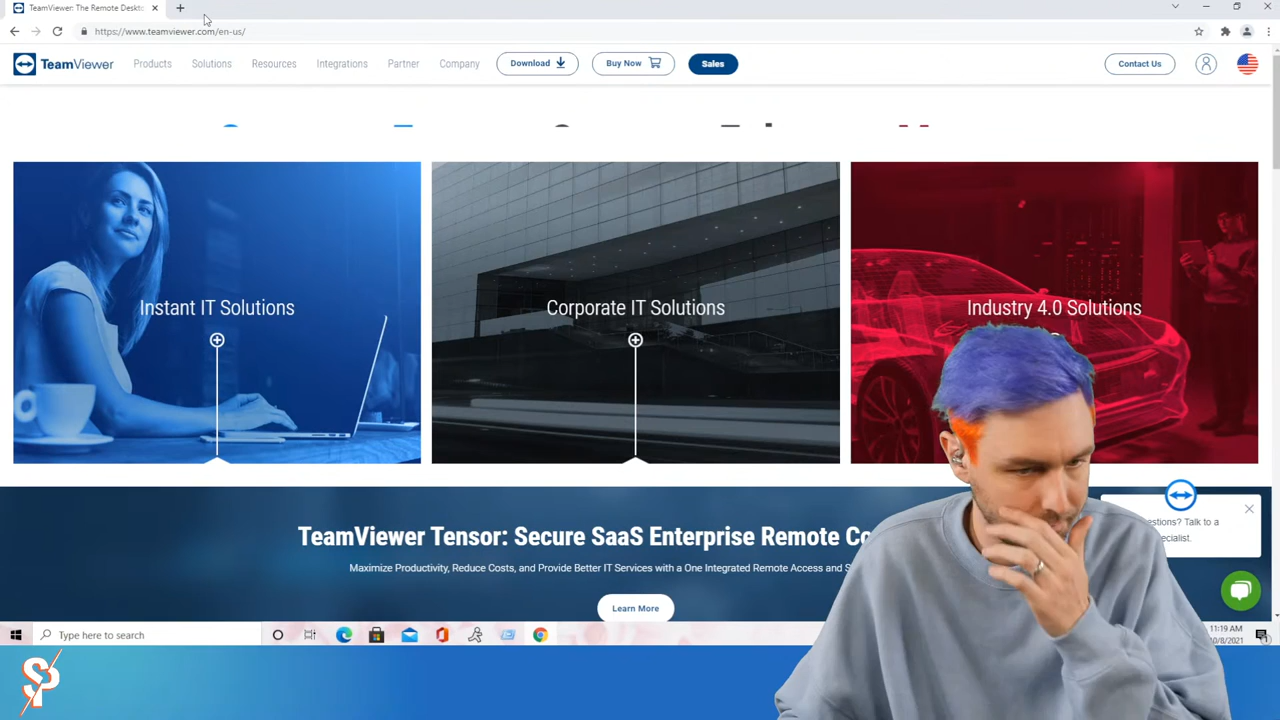 TeamViewer: The Remote Deskto
https://www.teamviewer.com/en-us/
TeamViewer
Products
Solutions
Resources
Integrations
Partner
Company
Download
Buy Now
Sales
Contact Us
Instant IT Solutions
Corporate IT Solutions
Industry 4.0 Solutions
TeamViewer Tensor: Secure SaaS Enterprise Remote Co
Maximize Productivity, Reduce Costs, and Provide Better IT Services with a One Integrated Remote Access and S
Learn More
estions? Talk to a
ecialist.
Type here to search
11:19 AM
10/8/2021
SP